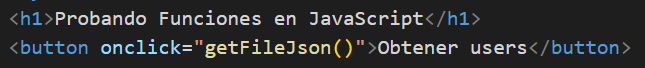 <h1>Probando Funciones en JavaScript</h1>
<button onclick="getFileJson()">Obtener users</button>